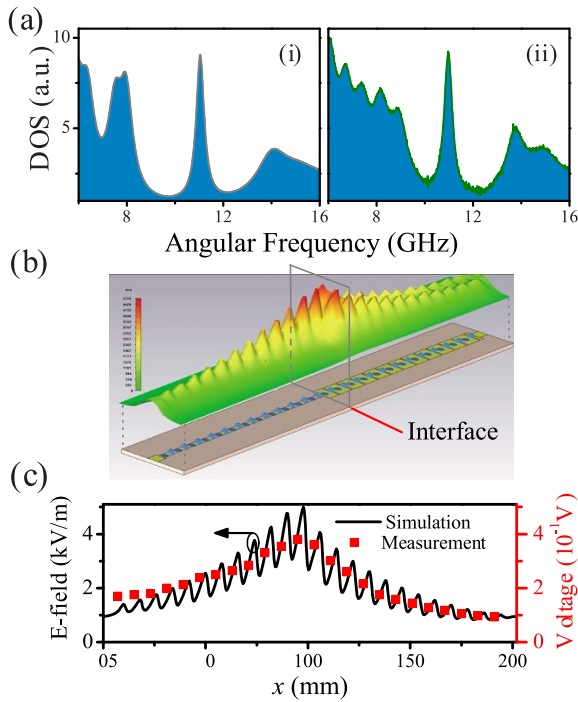 (a)
(i)
(ii)
DOS (a.u.)
10
5
8
12
16
8
12
16
Angular Frequency (GHz)
(b)
Interface
(c)
E-field (kV/m)
4
2
0
Simulation
Measurement
4
2
0
V dtage (10⁻¹V)
05
0
100
150
200
x (mm)